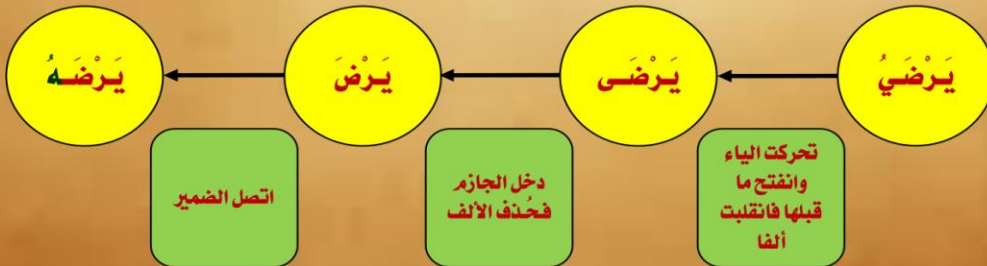 يَرْضَيُ
يَرْضَى
يَرْضَ
يَرْضَهُ
تحركت الياء
وانفتح ما
قبلها فانقلبت
ألفا
دخل الجازم
فحُذف الألف
اتصل الضمير